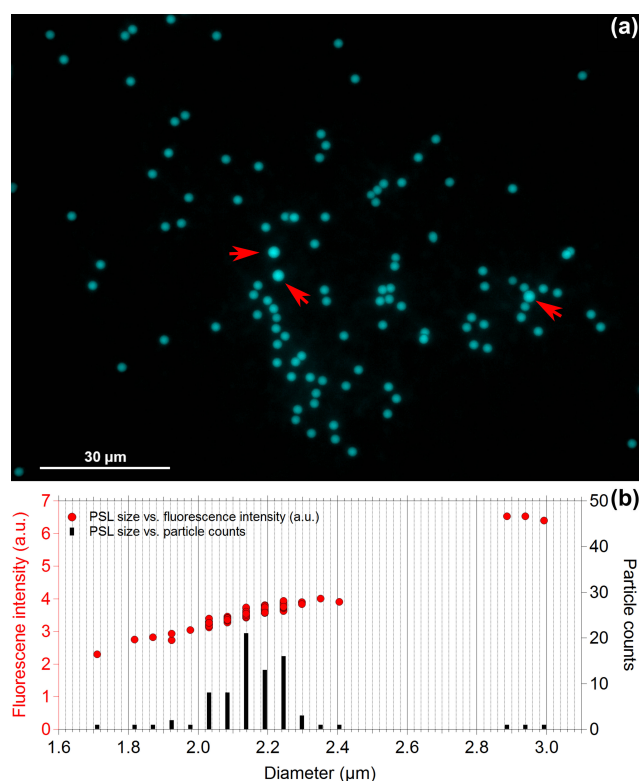 (a)
30 µm
(b)
PSL size vs. fluorescence intensity (a.u.)
PSL size vs. particle counts
Fluorescene intensity (a.u.)
7
6
5
4
3
2
1
0
50
40
30
20
10
0
Particle counts
1.6 1.8 2.0 2.2 2.4 2.6 2.8 3.0
Diameter (µm)